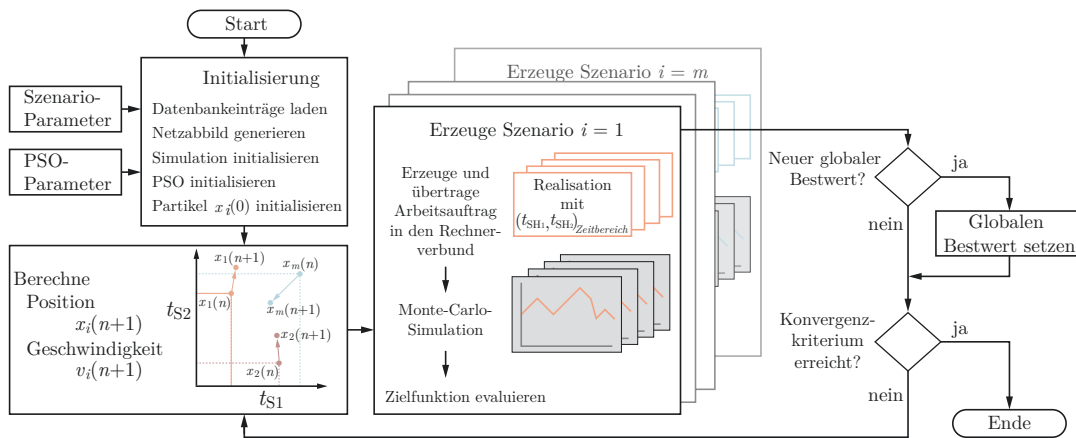 Start
Szenario-
Parameter
PSO-
Parameter
Initialisierung
Datenbankeinträge laden
Netzabbild generieren
Simulation initialisieren
PSO initialisieren
Partikel x_i(0) initialisieren
Berechne
Position
x_i(n+1)
Geschwindigkeit
v_i(n+1)
t_S2
t_S1
x_1(n+1)
x_1(n)
x_m(n)
x_m(n+1)
x_2(n+1)
x_2(n)
Erzeuge Szenario i = m
Erzeuge Szenario i = 1
Erzeuge und
übertrage
Arbeitsauftrag
in den Rechner-
verbund
Monte-Carlo-
Simulation
Zielfunktion evaluieren
Realisation
mit
(t_SH1, t_SH2)_Zeitbereich
Neuer globaler
Bestwert?
ja
nein
Globalen
Bestwert setzen
Konvergenz-
kriterium
erreicht?
ja
nein
Ende